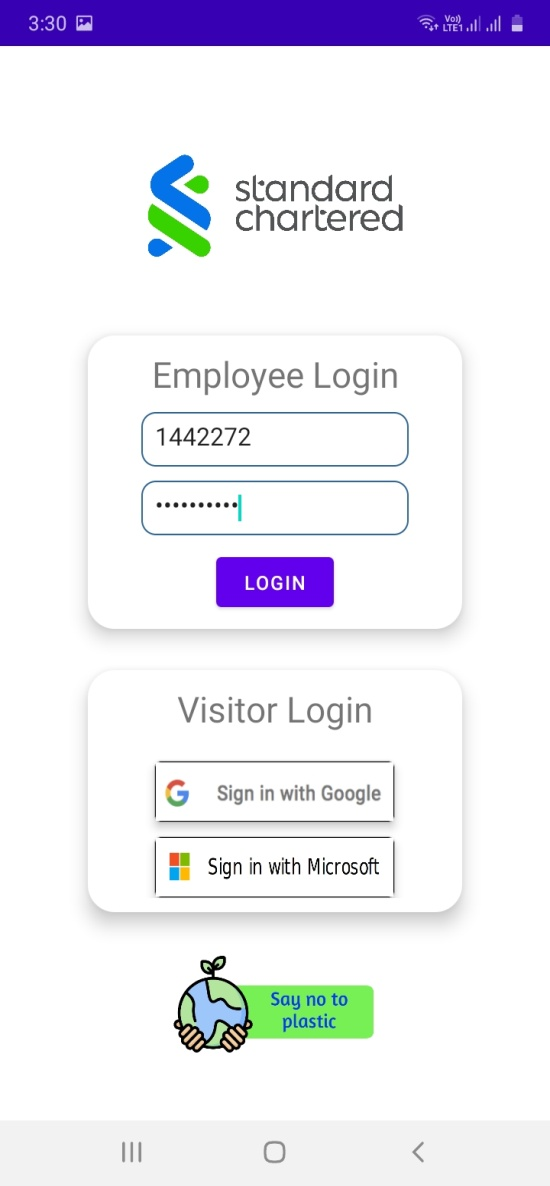 3:30
Vo))
LTE1
standard
chartered
Employee Login
1442272
••••••••••
LOGIN
Visitor Login
Sign in with Google
Sign in with Microsoft
Say no to
plastic